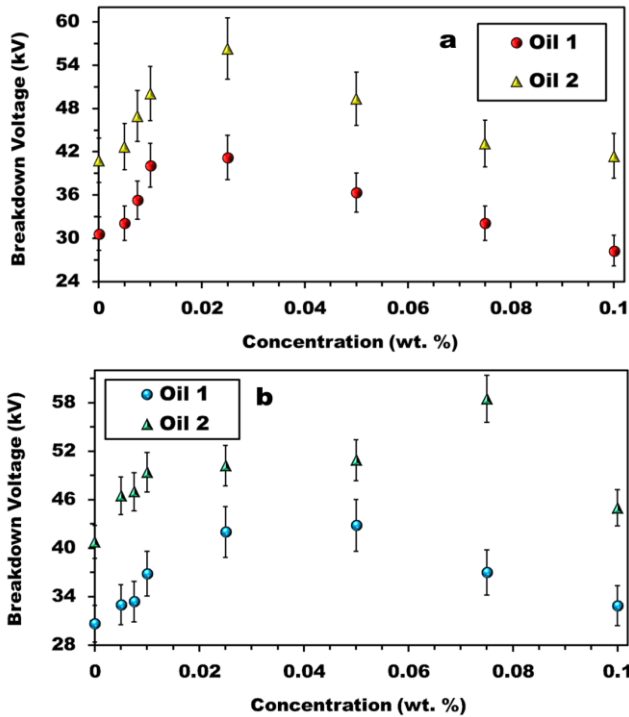 a
Oil 1
Oil 2
Breakdown Voltage (kV)
60
54
48
42
36
30
24
0
0.02
0.04
0.06
0.08
0.1
Concentration (wt. %)
b
Oil 1
Oil 2
Breakdown Voltage (kV)
58
52
46
40
34
28
0
0.02
0.04
0.06
0.08
0.1
Concentration (wt. %)